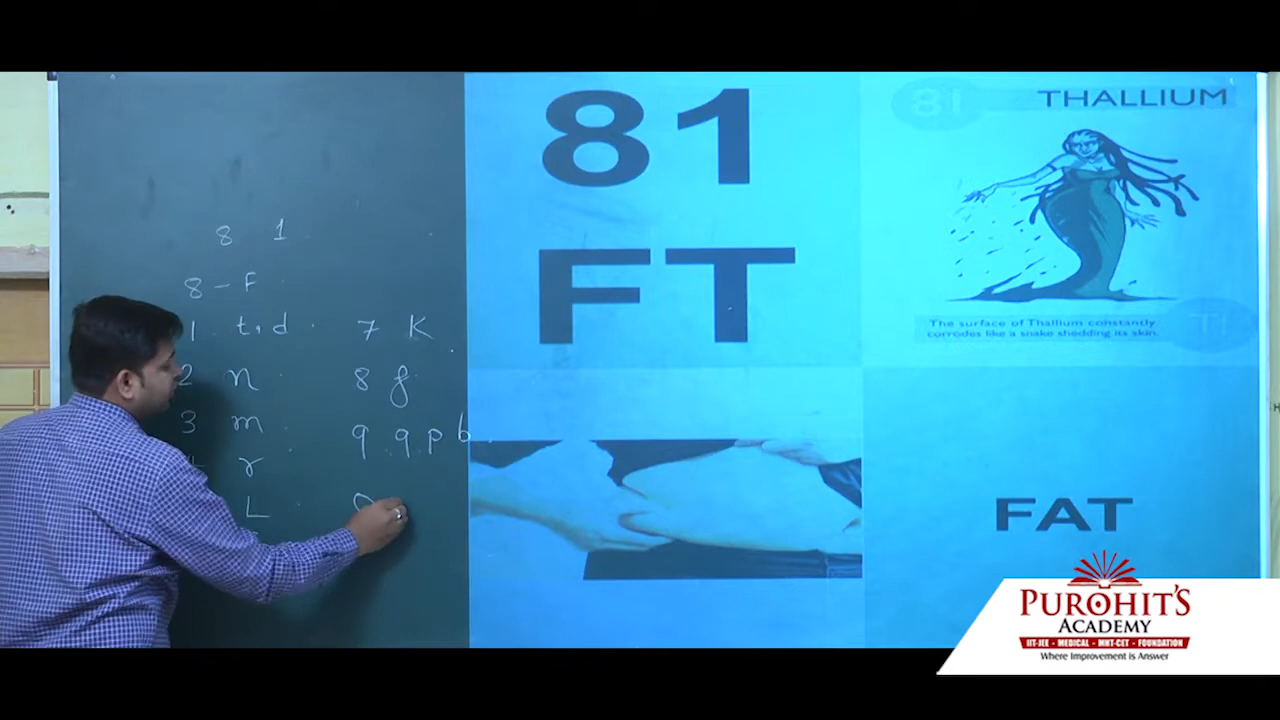 8 1
8 - F
1 t, d
2 n
3 m
r
L
7 K
8 f
9 q p b
81
FT
81 THALLIUM
The surface of Thallium constantly
corrodes like a snake shedding its skin.
Tl
FAT
PUROHIT'S
ACADEMY
IIT-JEE - MEDICAL - MHT-CET - FOUNDATION
Where Improvement is Answer